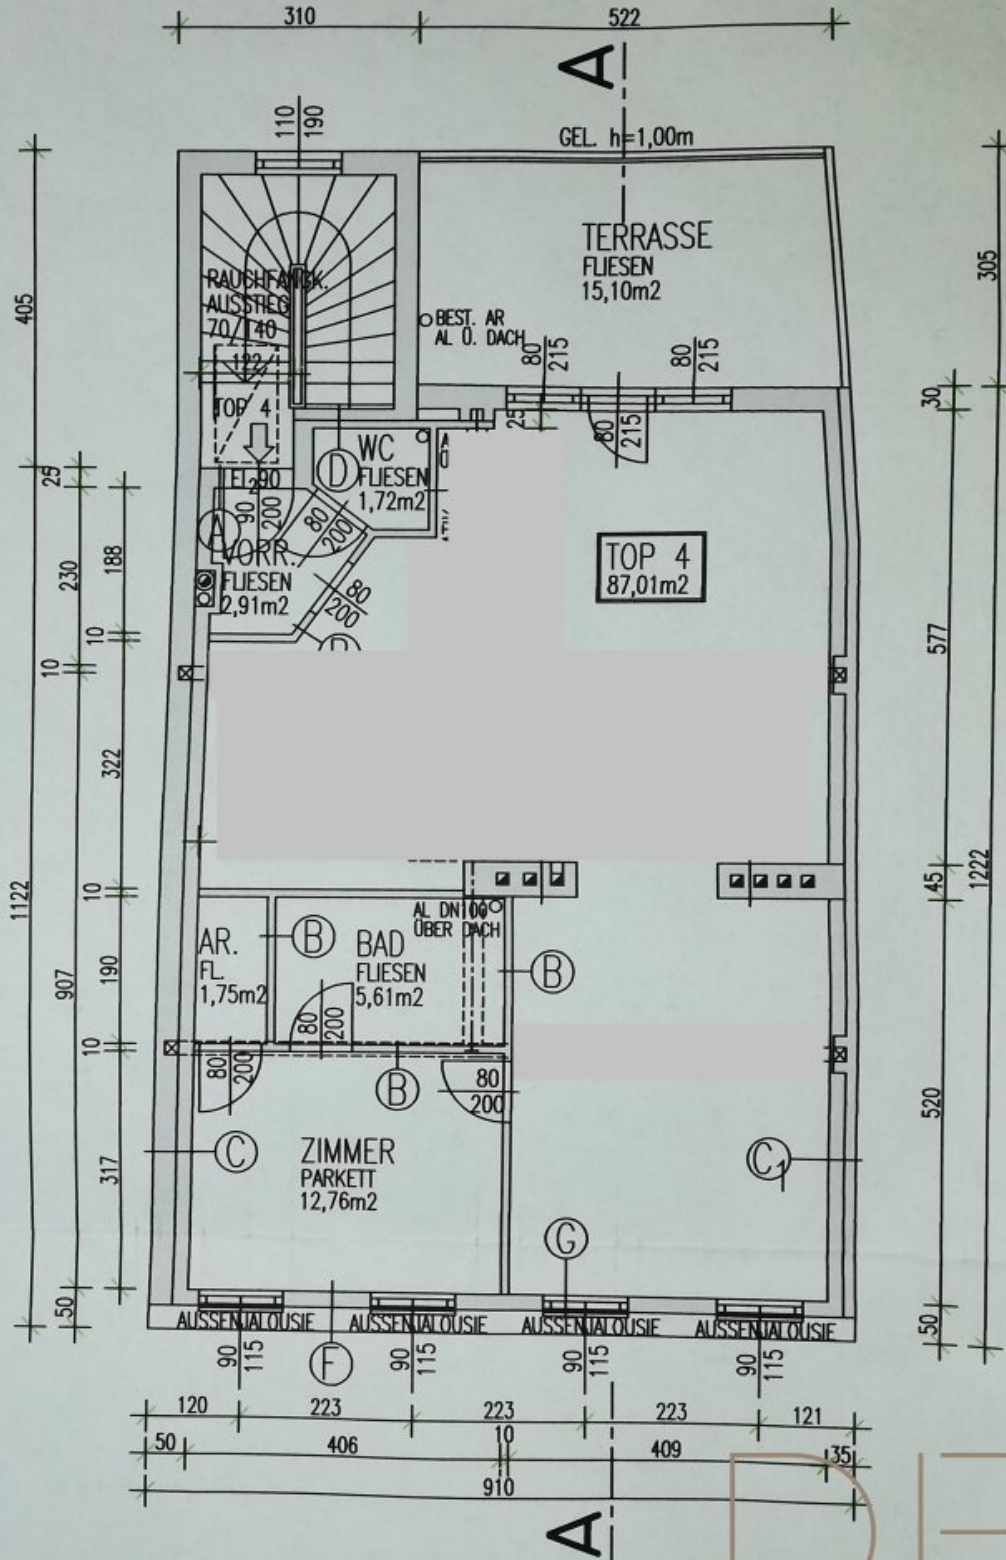 310
522
A
110
190
GEL. h=1,00m
TERRASSE
FLIESEN
15,10m2
305
405
RAUCHFANGK.
AUSSTIEG
70/140
122
TOP 4
BEST. AR
AL Ü. DACH
80
215
80
215
80
215
25
30
WC
FLIESEN
1,72m2
D
EI 90
90
200
A
80
200
VORR.
FLIESEN
2,91m2
80
200
TOP 4
87,01m2
25
230
188
10
10
322
577
1122
10
45
1222
AL DN100
ÜBER DACH
AR.
FL.
1,75m2
B
BAD
FLIESEN
5,61m2
B
80
200
907
190
10
80
200
B
80
200
520
C
ZIMMER
PARKETT
12,76m2
C1
317
G
50
50
AUSSENJALOUSIE
AUSSENJALOUSIE
AUSSENJALOUSIE
AUSSENJALOUSIE
90
115
F
90
115
90
115
90
115
120
223
223
223
121
50
406
10
409
35
910
A